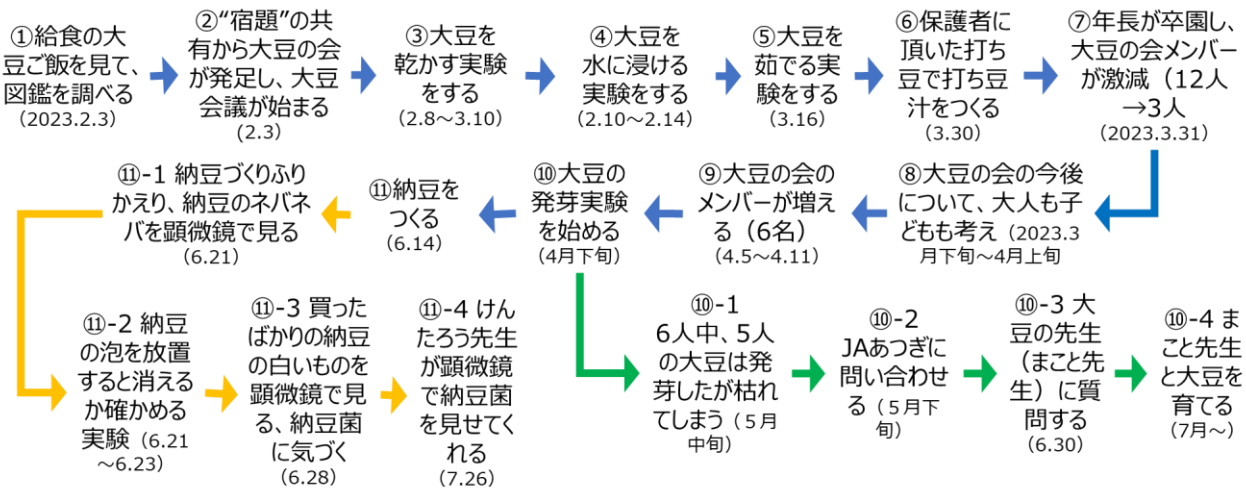 ①給食の大
豆ご飯を見て、
図鑑を調べる
（2023.2.3）
②“宿題”の共
有から大豆の会
が発足し、大豆
会議が始まる
（2.3）
③大豆を
乾かす実験
をする
（2.8～3.10）
④大豆を
水に浸ける
実験をする
（2.10～2.14）
⑤大豆を
茹でる実
験をする
（3.16）
⑥保護者に
頂いた打ち
豆で打ち豆
汁をつくる
（3.30）
⑦年長が卒園し、
大豆の会メンバー
が激減（12人
→3人
（2023.3.31）
⑧大豆の会の今後
について、大人も子
どもも考え（2023.3
月下旬～4月上旬
⑨大豆の会の
メンバーが増え
る（6名）
（4.5～4.11）
⑩大豆の
発芽実験
を始める
（4月下旬）
⑪納豆を
つくる
（6.14）
⑪-1 納豆づくりふり
かえり、納豆のネバネ
バを顕微鏡で見る
（6.21）
⑪-2 納豆
の泡を放置
すると消える
か確かめる
実験（6.21
～6.23）
⑪-3 買った
ばかりの納豆
の白いものを
顕微鏡で見
る、納豆菌
に気づく
（6.28）
⑪-4 けん
たろう先生
が顕微鏡
で納豆菌
を見せてく
れる
（7.26）
⑩-1
6人中、5人
の大豆は発
芽したが枯れ
てしまう（５月
中旬）
⑩-2
JAあつぎに
問い合わせ
る（５月下
旬）
⑩-3 大
豆の先生
（まこと先
生）に質
問する
（6.30）
⑩-4 ま
こと先生
と大豆を
育てる
（7月～）